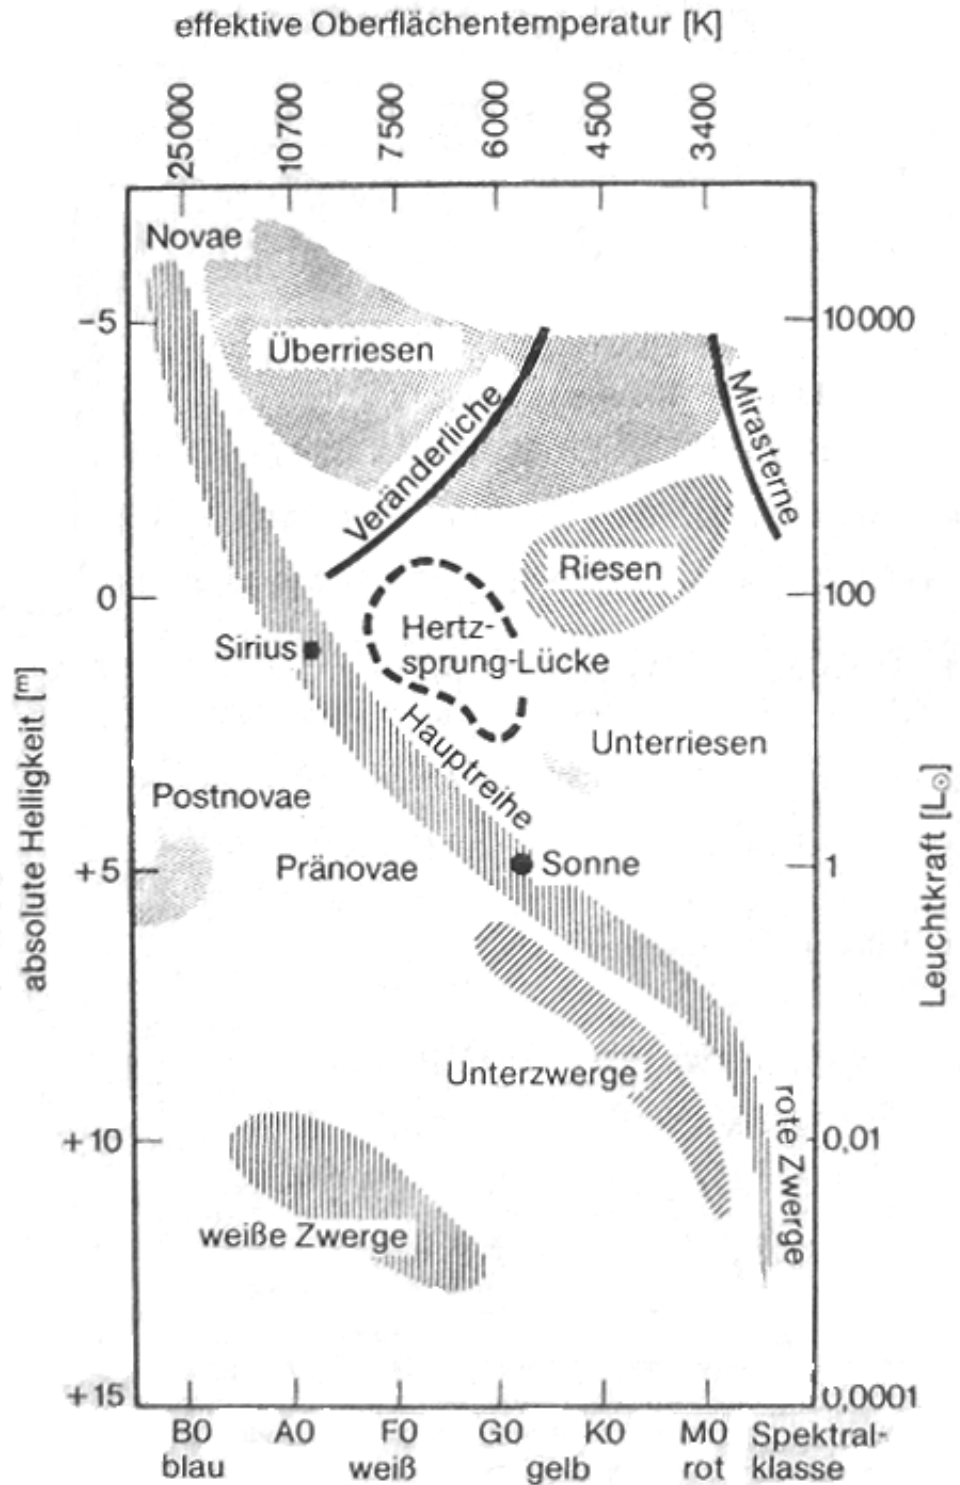 effektive Oberflächentemperatur [K]
25000
10700
7500
6000
4500
3400
Novae
-5
10000
Überriesen
Veränderliche
Mirasterne
Riesen
0
100
Hertz-
sprung-Lücke
Sirius
Hauptreihe
Unterriesen
absolute Helligkeit [m]
Leuchtkraft [L☉]
Postnovae
+5
Pränovae
Sonne
1
Unterzwerge
rote Zwerge
+10
0,01
weiße Zwerge
+15
0,0001
B0 A0 F0 G0 K0 M0 Spektral-
blau weiß gelb rot klasse